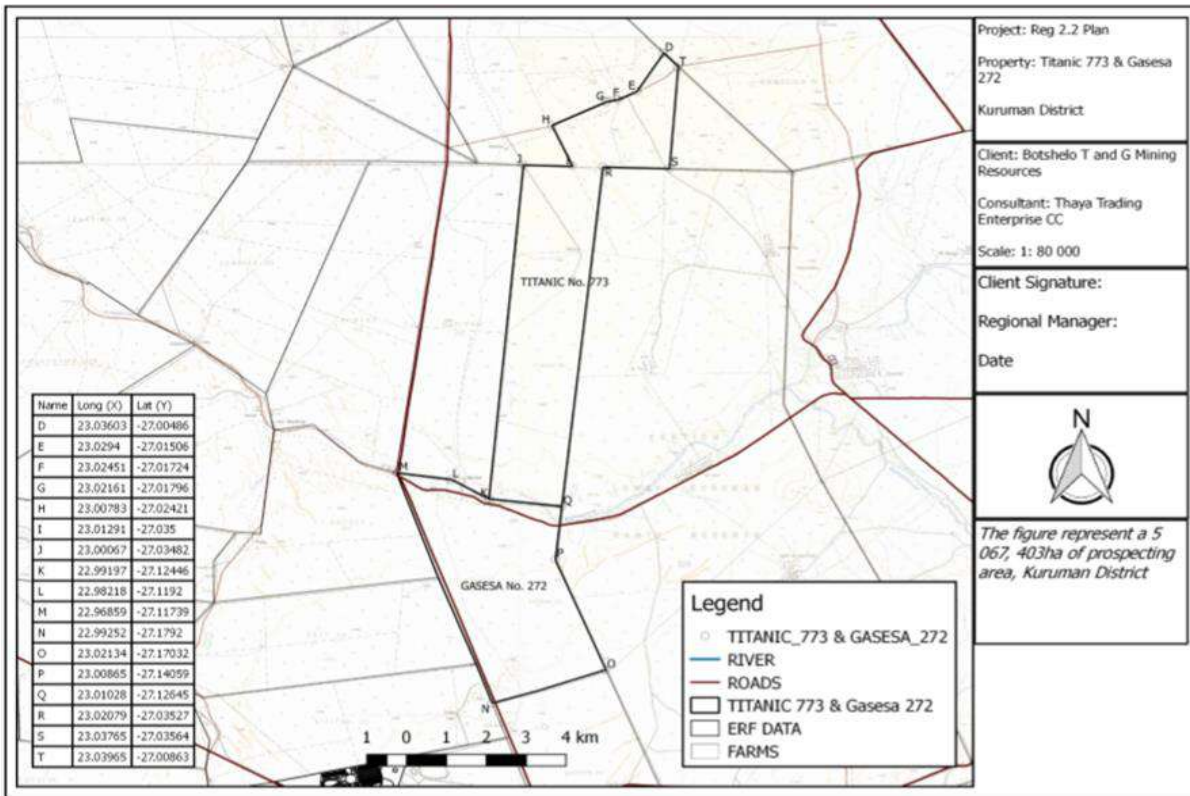 Project: Reg 2.2 Plan
Property: Titanic 773 & Gasesa
272
Kuruman District
Client: Botshelo T and G Mining
Resources
Consultant: Thaya Trading
Enterprise CC
Scale: 1: 80 000
Client Signature:
Regional Manager:
Date
N
The figure represent a 5
067, 403ha of prospecting
area, Kuruman District
D
T
E
F
G
H
J
R
S
TITANIC No. 773
M
L
K
Q
P
GASESA No. 272
O
N
Name Long (X) Lat (Y)
D 23.03603 -27.00486
E 23.0294 -27.01506
F 23.02451 -27.01724
G 23.02161 -27.01796
H 23.00783 -27.02421
I 23.01291 -27.035
J 23.00067 -27.03482
K 22.99197 -27.12446
L 22.98218 -27.1192
M 22.96859 -27.11739
N 22.99252 -27.1792
O 23.02134 -27.17032
P 23.00865 -27.14059
Q 23.01028 -27.12645
R 23.02079 -27.03527
S 23.03765 -27.03564
T 23.03965 -27.00863
1 0 1 2 3 4 km
Legend
TITANIC_773 & GASESA_272
RIVER
ROADS
TITANIC 773 & Gasesa 272
ERF DATA
FARMS